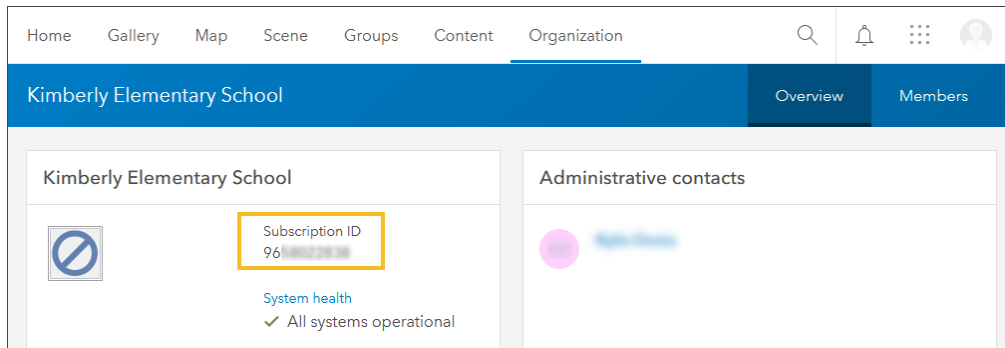 Home Gallery Map Scene Groups Content Organization
Kimberly Elementary School Overview Members
Kimberly Elementary School
Subscription ID
96
System health
All systems operational
Administrative contacts